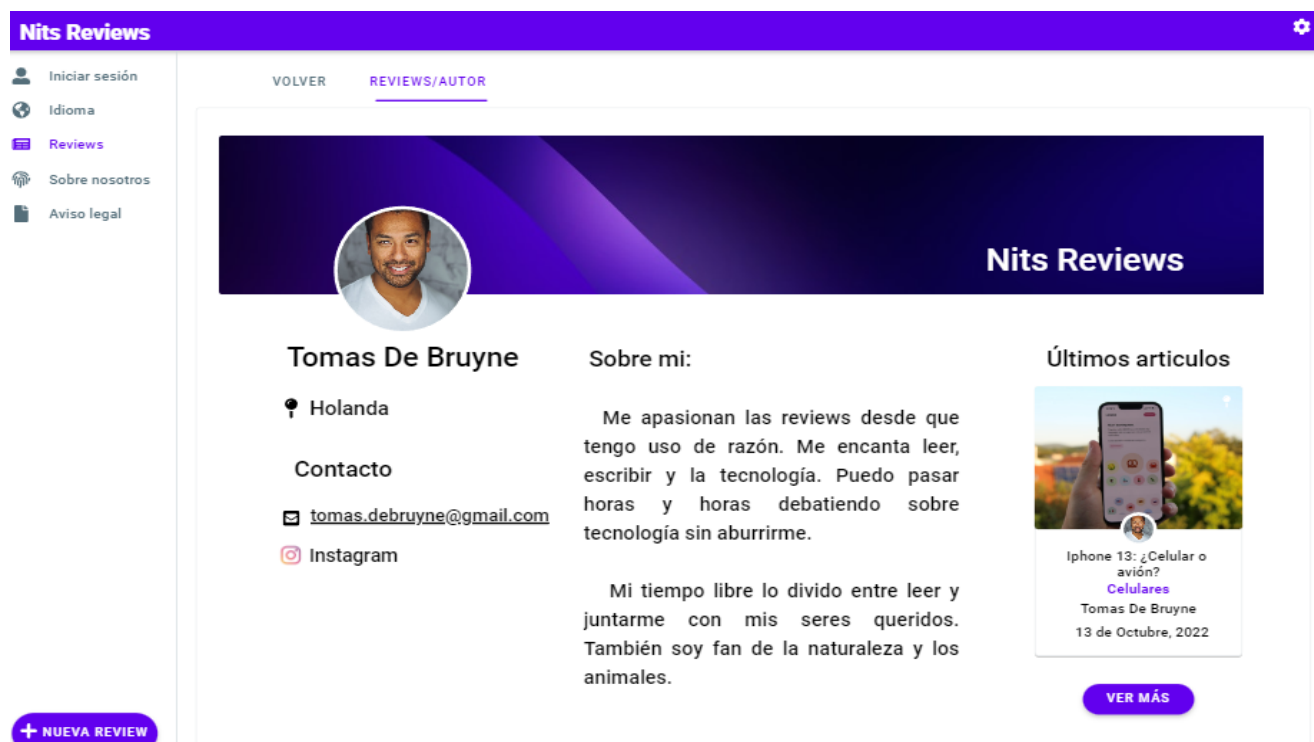 Nits Reviews
Iniciar sesión
Idioma
Reviews
Sobre nosotros
Aviso legal
NUEVA REVIEW
VOLVER
REVIEWS/AUTOR
Nits Reviews
Tomas De Bruyne
Holanda
Contacto
tomas.debruyne@gmail.com
Instagram
Sobre mi:
Me apasionan las reviews desde que
tengo uso de razón. Me encanta leer,
escribir y la tecnología. Puedo pasar
horas y horas debatiendo sobre
tecnología sin aburrirme.
Mi tiempo libre lo divido entre leer y
juntarme con mis seres queridos.
También soy fan de la naturaleza y los
animales.
Últimos articulos
Iphone 13: ¿Celular o
avión?
Celulares
Tomas De Bruyne
13 de Octubre, 2022
VER MÁS